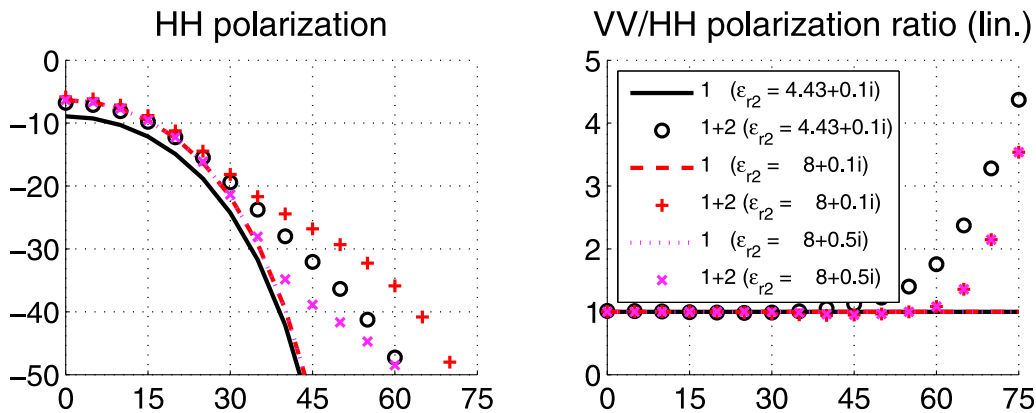 HH polarization
0
−10
−20
−30
−40
−50
0 15 30 45 60 75
VV/HH polarization ratio (lin.)
5
4
3
2
1
0
1 (εr2 = 4.43+0.1i)
1+2 (εr2 = 4.43+0.1i)
1 (εr2 = 8+0.1i)
1+2 (εr2 = 8+0.1i)
1 (εr2 = 8+0.5i)
1+2 (εr2 = 8+0.5i)
0 15 30 45 60 75